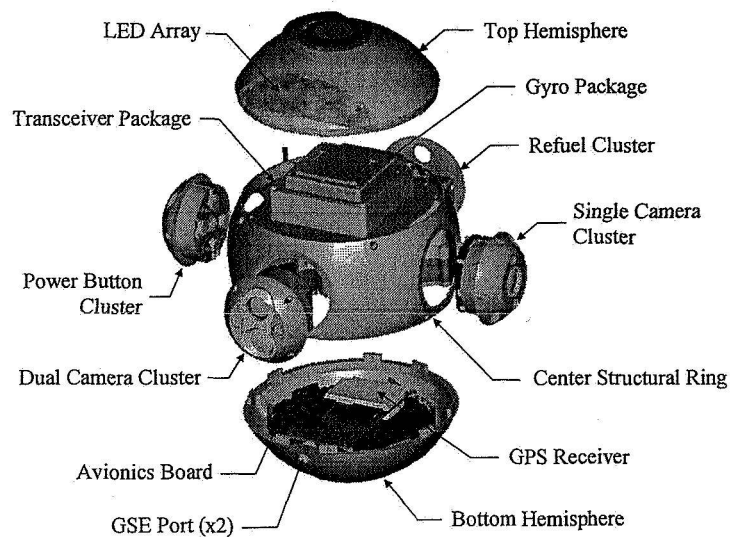 LED Array
Top Hemisphere
Gyro Package
Transceiver Package
Refuel Cluster
Single Camera
Cluster
Power Button
Cluster
Dual Camera Cluster
Center Structural Ring
GPS Receiver
Avionics Board
GSE Port (x2)
Bottom Hemisphere